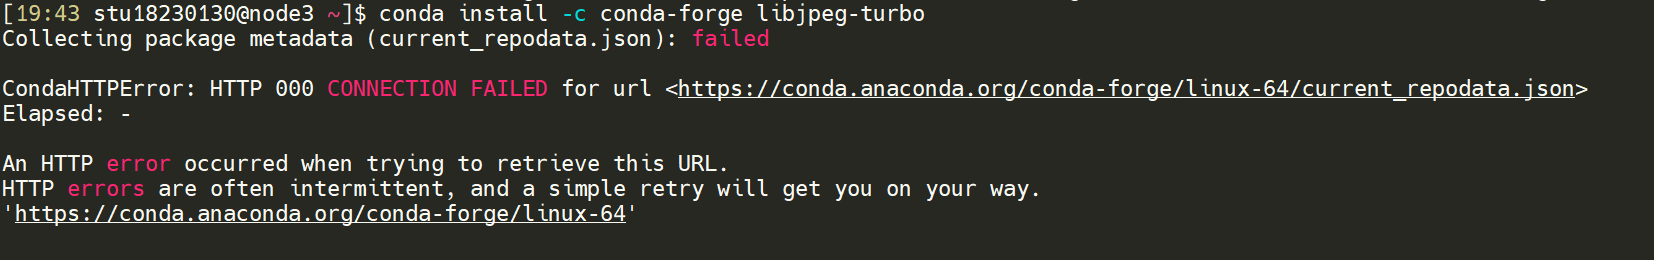 [19:43 stu18230130@node3 ~]$ conda install -c conda-forge libjpeg-turbo
Collecting package metadata (current_repodata.json): failed
CondaHTTPError: HTTP 000 CONNECTION FAILED for url <https://conda.anaconda.org/conda-forge/linux-64/current_repodata.json>
Elapsed: -
An HTTP error occurred when trying to retrieve this URL.
HTTP errors are often intermittent, and a simple retry will get you on your way.
'https://conda.anaconda.org/conda-forge/linux-64'